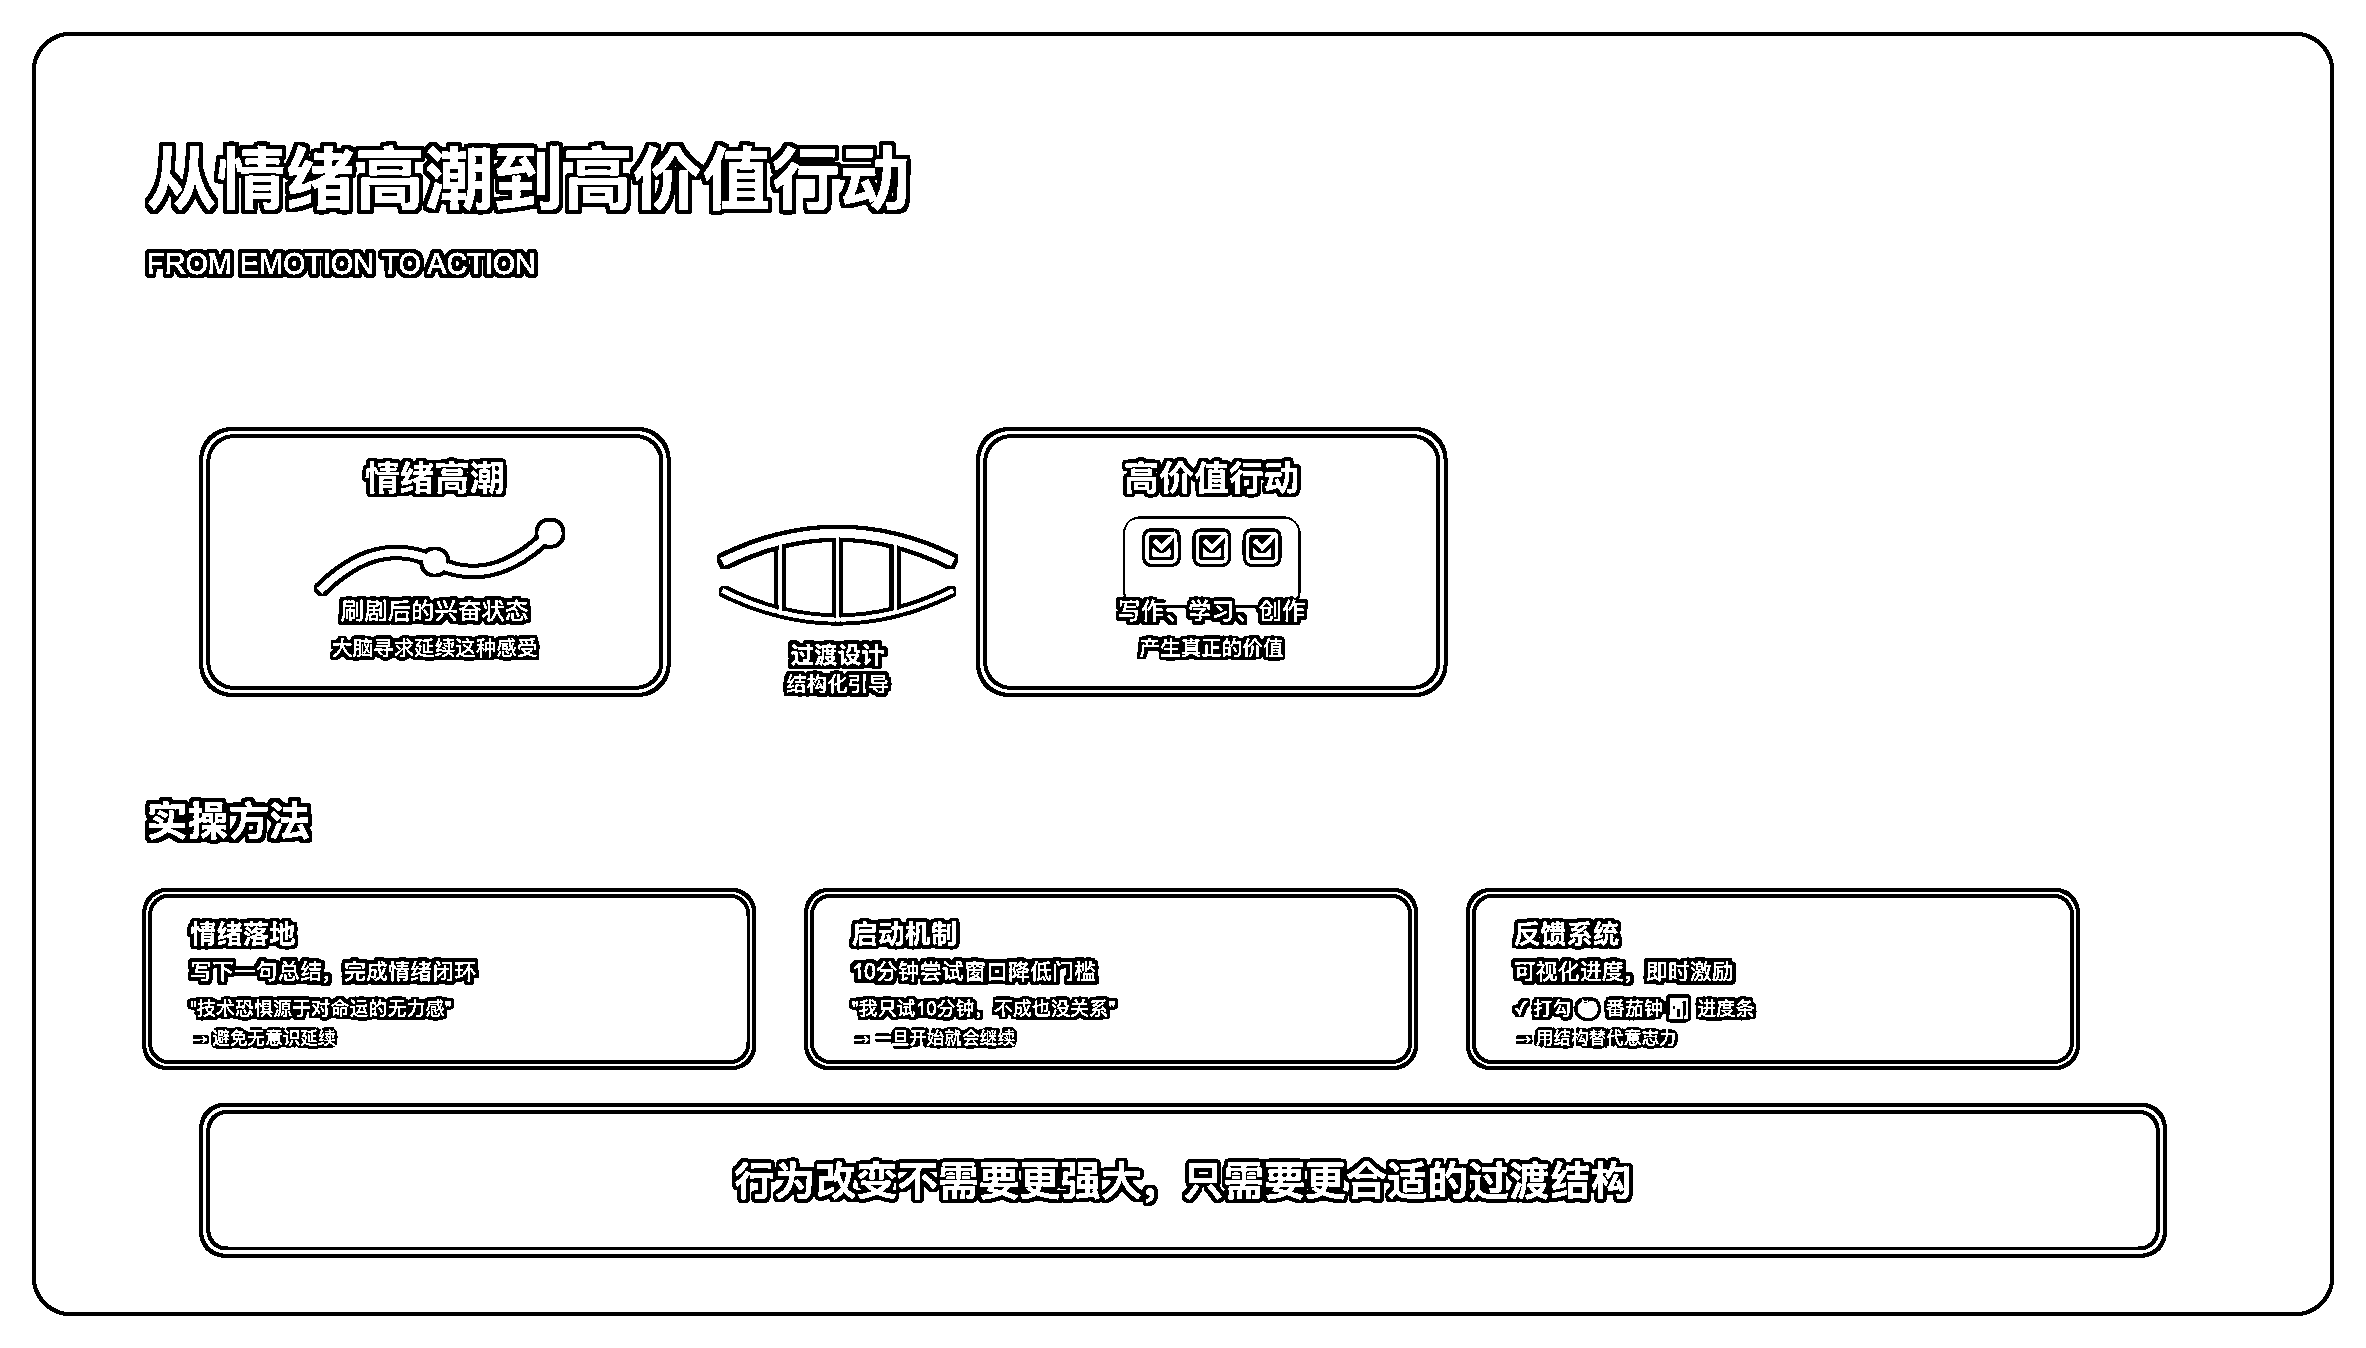 从情绪高潮到高价值行动
FROM EMOTION TO ACTION
情绪高潮
刷剧后的兴奋状态
大脑寻求延续这种感受
过渡设计
结构化引导
高价值行动
写作、学习、创作
产生真正的价值
实操方法
情绪落地
写下一句总结，完成情绪闭环
"技术恐惧源于对命运的无力感"
→ 避免无意识延续
启动机制
10分钟尝试窗口降低门槛
"我只试10分钟，不成也没关系"
→ 一旦开始就会继续
反馈系统
可视化进度，即时激励
✓ 打勾 🍅 番茄钟 📊 进度条
→ 用结构替代意志力
行为改变不需要更强大，只需要更合适的过渡结构